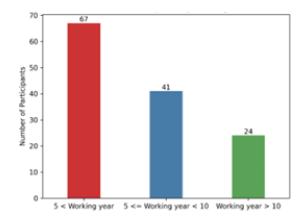 70
60
50
40
30
20
10
0
Number of Participants
67
41
24
5 < Working year
5 <= Working year < 10
Working year > 10